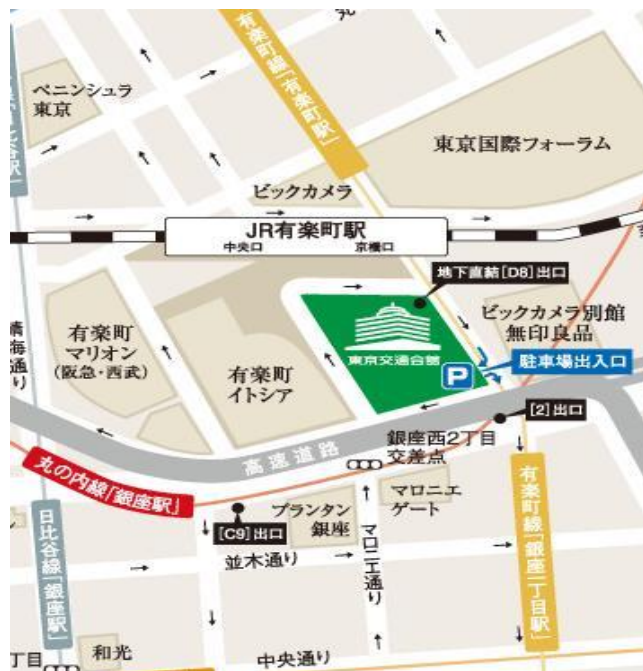 ペニンシュラ
東京
有楽町線「有楽町駅」
東京国際フォーラム
ビックカメラ
JR有楽町駅
中央口
京橋口
地下直結[D8]出口
ビックカメラ別館
無印良品
東京交通会館
P
駐車場出入口
有楽町
マリオン
(阪急・西武)
有楽町
イトシア
晴海通り
[2]出口
高速道路
銀座西2丁目
交差点
丸の内線「銀座駅」
[C9]出口
プランタン
銀座
マロニエ
ゲート
有楽町線「銀座一丁目駅」
日比谷線「銀座駅」
並木通り
マロニエ通り
丁目
和光
中央通り